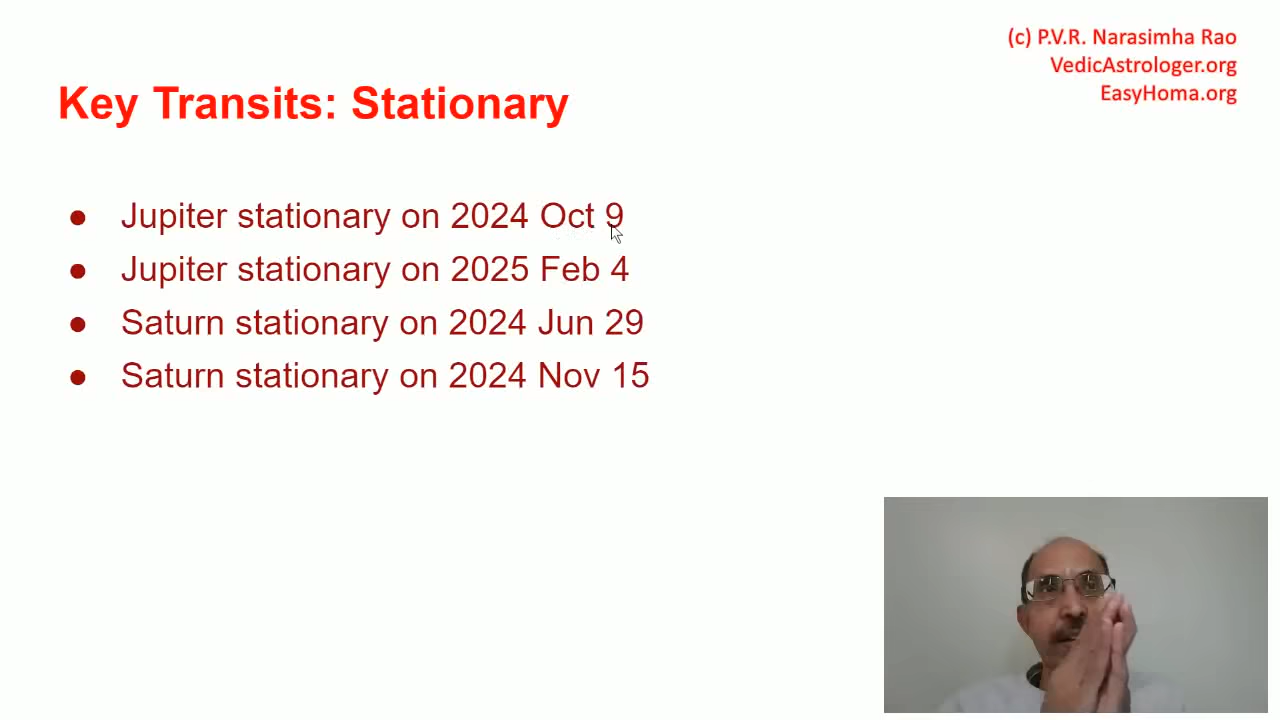 (c) P.V.R. Narasimha Rao
VedicAstrologer.org
EasyHoma.org
Key Transits: Stationary
● Jupiter stationary on 2024 Oct 9
● Jupiter stationary on 2025 Feb 4
● Saturn stationary on 2024 Jun 29
● Saturn stationary on 2024 Nov 15